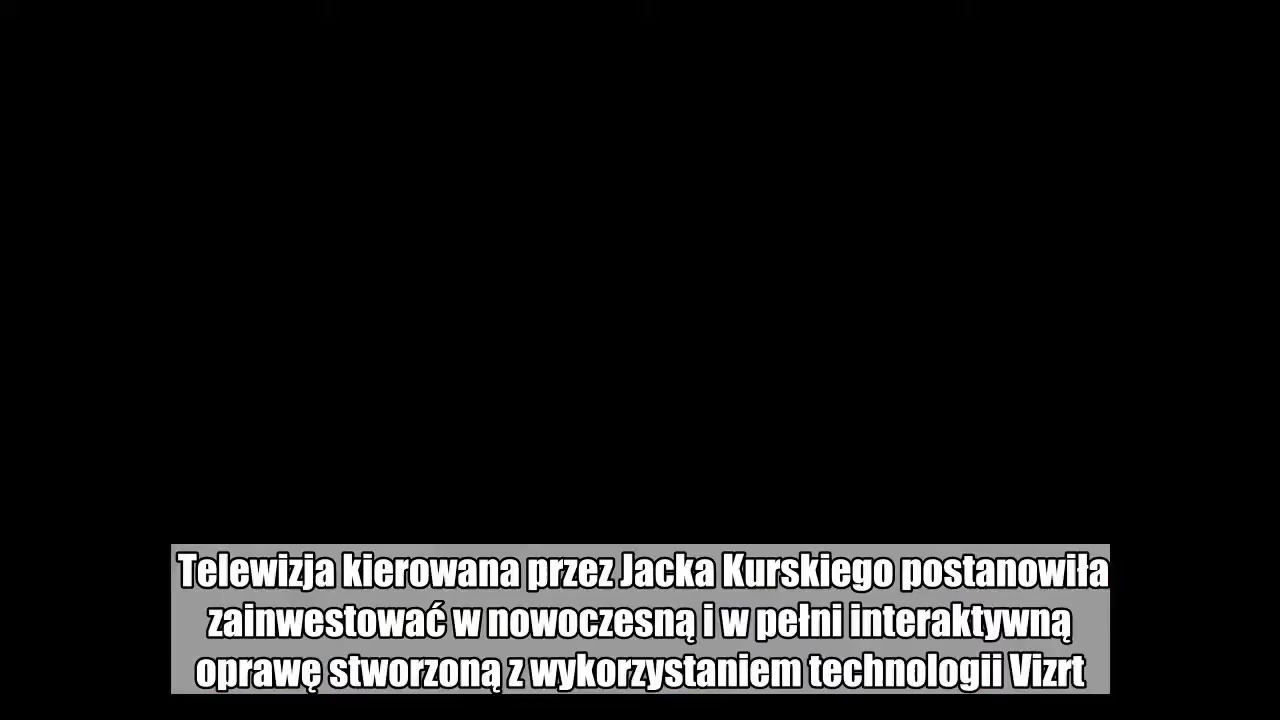 Telewizja kierowana przez Jacka Kurskiego postanowiła
zainwestować w nowoczesną i w pełni interaktywną
oprawę stworzoną z wykorzystaniem technologii Vizrt